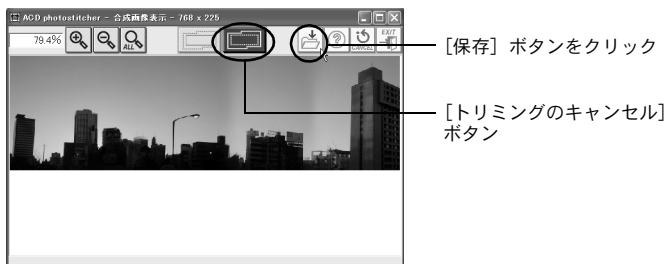 ACD photostitcher - 合成画像表示 - 768 x 225
79.4%
ALL
CANCEL
EXIT
[保存] ボタンをクリック
[トリミングのキャンセル]
ボタン